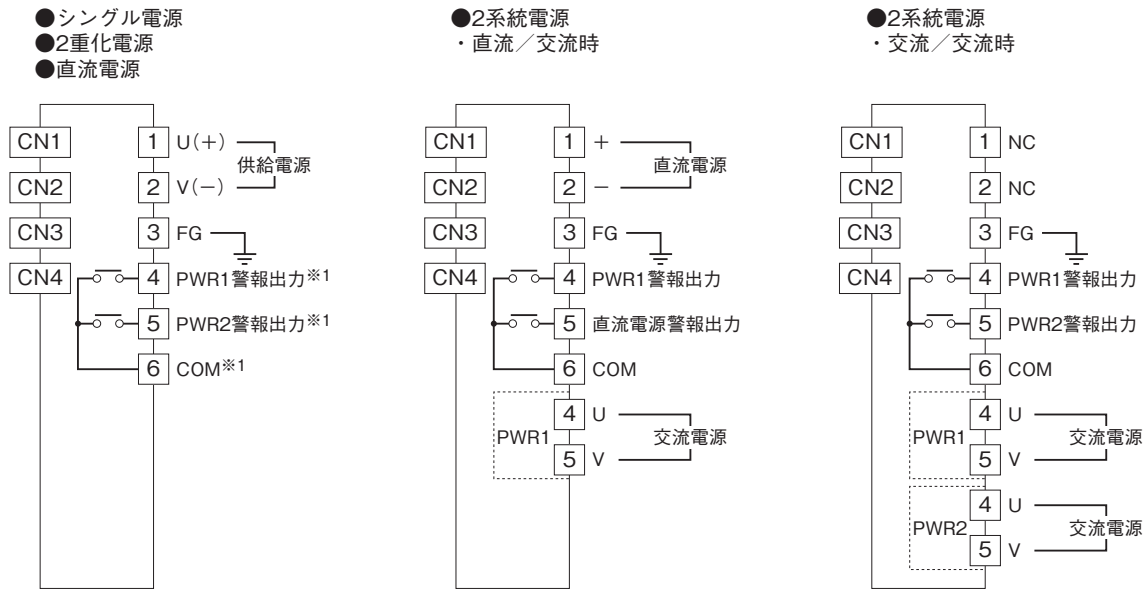 ●シングル電源
●2重化電源
●直流電源
CN1
CN2
CN3
CN4
1 U(+)
供給電源
2 V(−)
3 FG
4 PWR1警報出力※1
5 PWR2警報出力※1
6 COM※1
●2系統電源
・直流/交流時
CN1
CN2
CN3
CN4
1 +
直流電源
2 −
3 FG
4 PWR1警報出力
5 直流電源警報出力
6 COM
PWR1
4 U
交流電源
5 V
●2系統電源
・交流/交流時
CN1
CN2
CN3
CN4
1 NC
2 NC
3 FG
4 PWR1警報出力
5 PWR2警報出力
6 COM
PWR1
4 U
交流電源
5 V
PWR2
4 U
交流電源
5 V